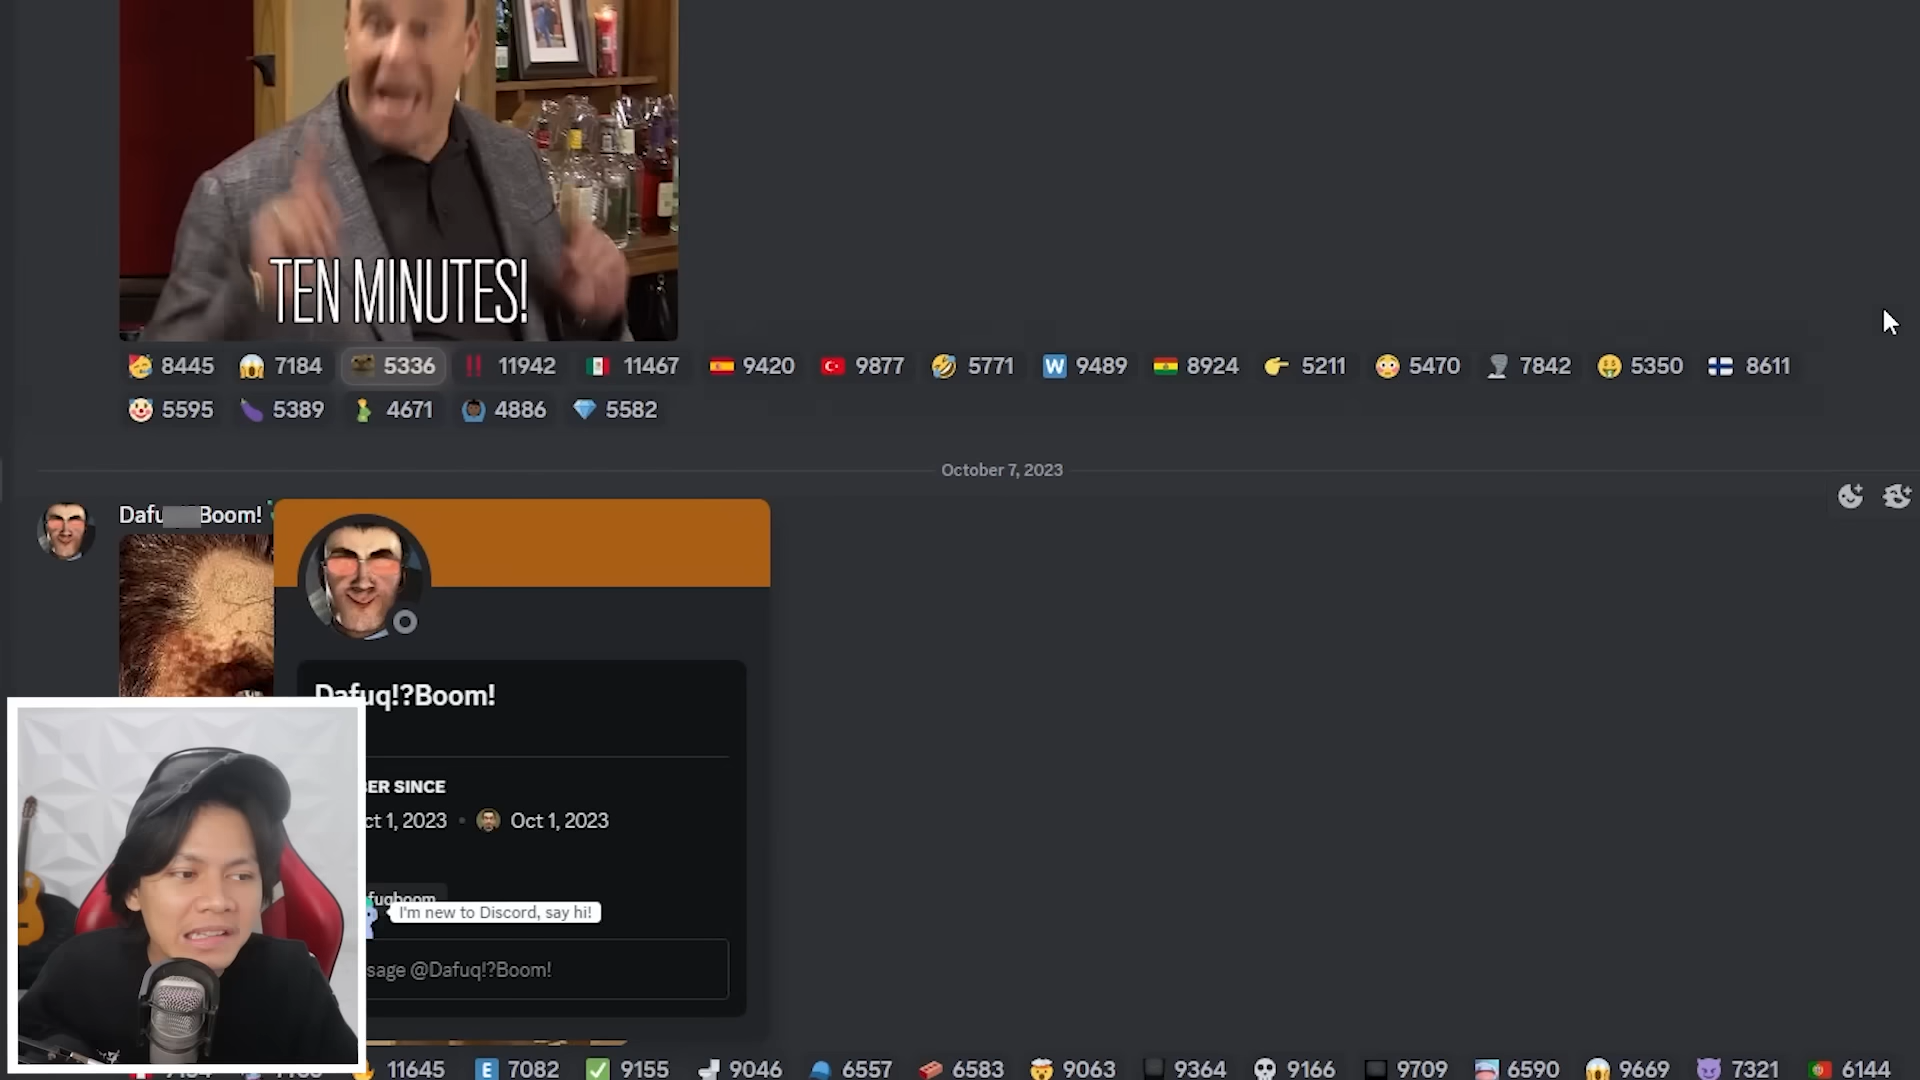 TEN MINUTES!
8445 7184 5336 11942 11467 9420 9877 5771 W 9489 8924 5211 5470 7842 5350 8611
5595 5389 4671 4886 5582
October 7, 2023
Dafu Boom!
Dafuq!?Boom!
BER SINCE
ct 1, 2023 • Oct 1, 2023
fuqboom
I'm new to Discord, say hi!
sage @Dafuq!?Boom!
11645 E 7082 9155 9046 6557 6583 9063 9364 9166 9709 6590 9669 7321 6144